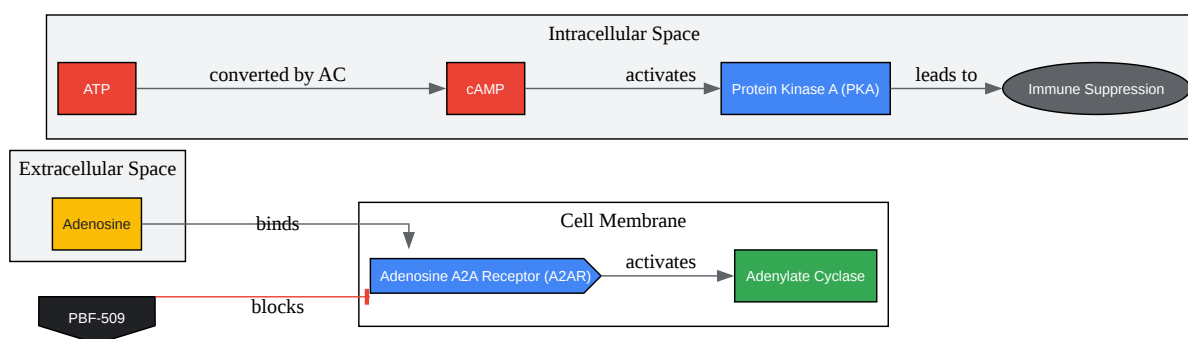 Intracellular Space
ATP
converted by AC
cAMP
activates
Protein Kinase A (PKA)
leads to
Immune Suppression
Extracellular Space
Adenosine
binds
Cell Membrane
Adenosine A2A Receptor (A2AR)
activates
Adenylate Cyclase
PBF-509
blocks